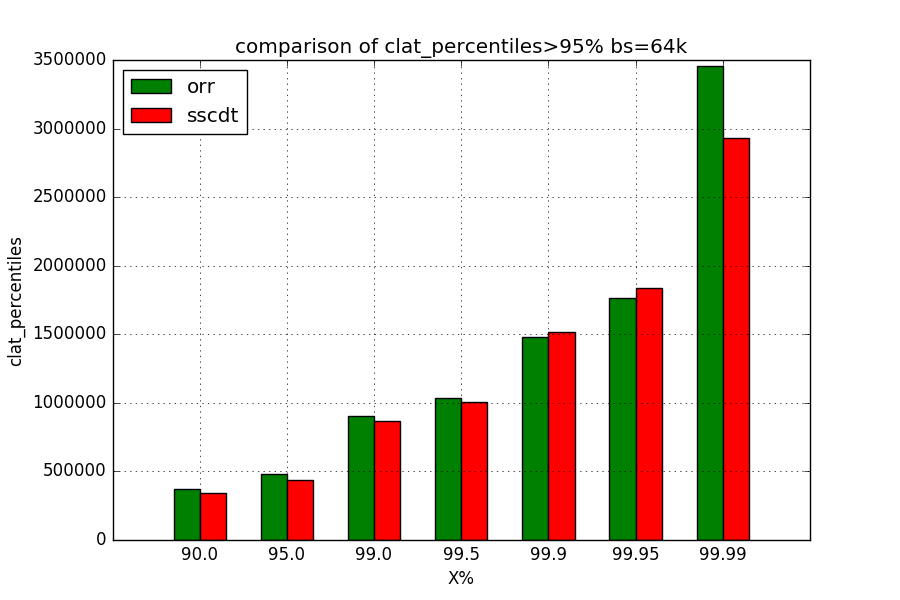 comparison of clat_percentiles>95% bs=64k
orr
sscdt
3500000
3000000
2500000
2000000
1500000
1000000
500000
0
clat_percentiles
90.0 95.0 99.0 99.5 99.9 99.95 99.99
X%